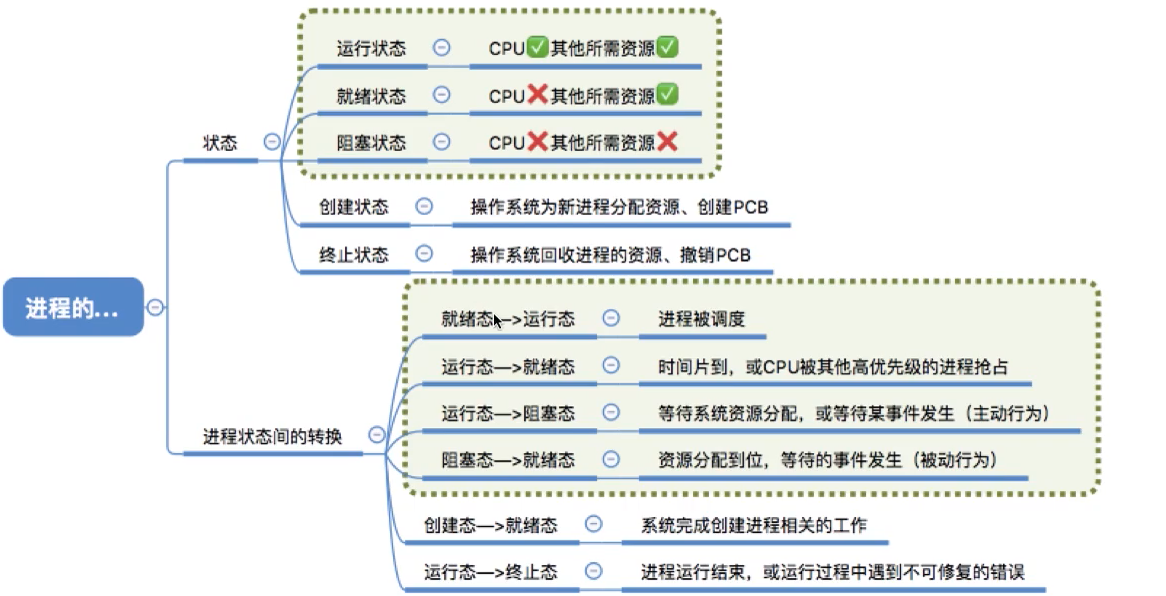 运行状态 CPU✅其他所需资源✅
就绪状态 CPU❌其他所需资源✅
状态
阻塞状态 CPU❌其他所需资源❌
创建状态 操作系统为新进程分配资源、创建PCB
终止状态 操作系统回收进程的资源、撤销PCB
进程的...
就绪态—>运行态 进程被调度
运行态—>就绪态 时间片到，或CPU被其他高优先级的进程抢占
运行态—>阻塞态 等待系统资源分配，或等待某事件发生（主动行为）
进程状态间的转换
阻塞态—>就绪态 资源分配到位，等待的事件发生（被动行为）
创建态—>就绪态 系统完成创建进程相关的工作
运行态—>终止态 进程运行结束，或运行过程中遇到不可修复的错误